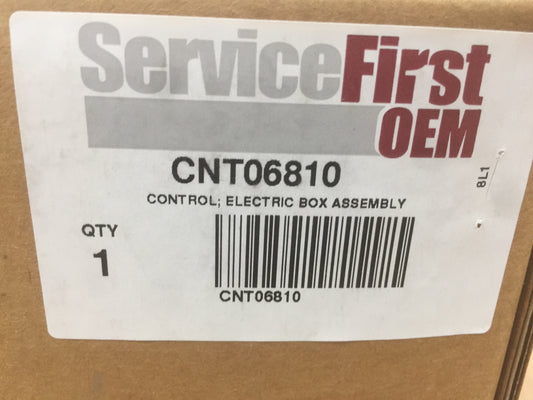 ServiceFirst
OEM
CNT06810
CONTROL; ELECTRIC BOX ASSEMBLY
8L1
QTY
1
CNT06810